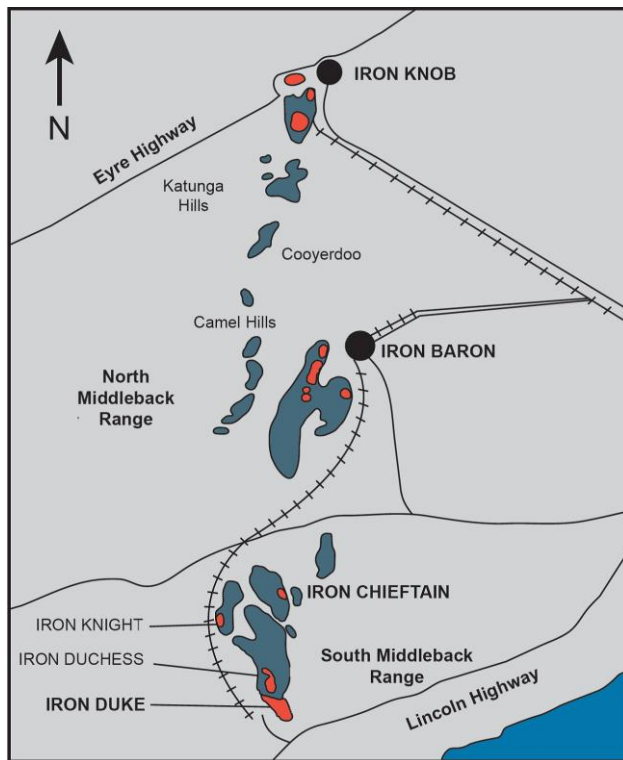 IRON KNOB
N
Eyre Highway
Katunga
Hills
Cooyerdoo
Camel Hills
IRON BARON
North
Middleback
Range
IRON CHIEFTAIN
IRON KNIGHT
IRON DUCHESS
South Middleback
Range
IRON DUKE
Lincoln Highway